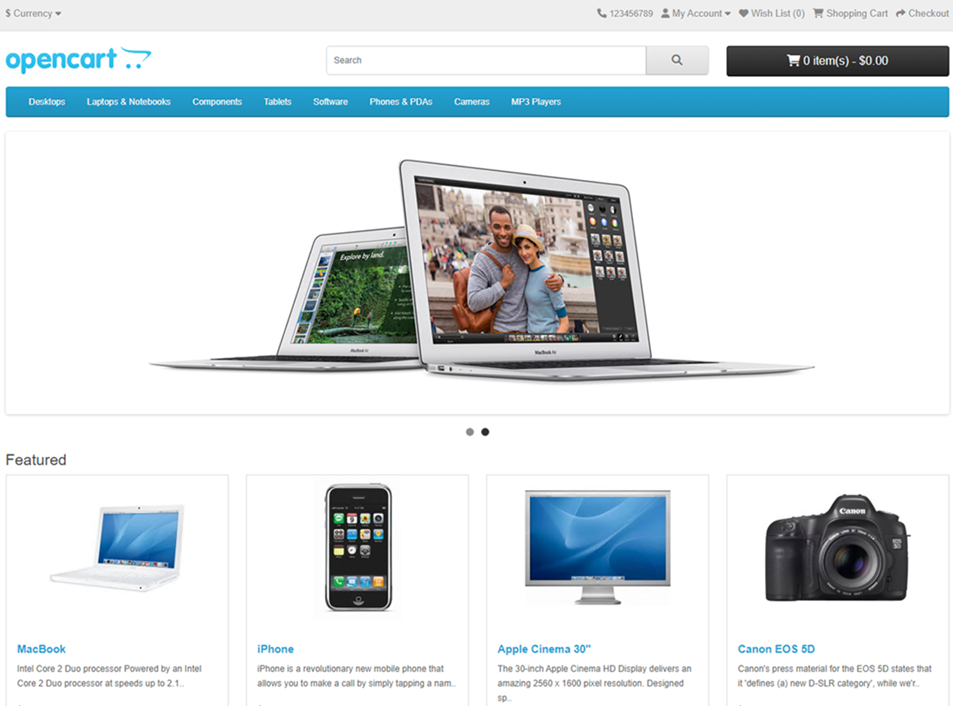 $ Currency
123456789 My Account Wish List (0) Shopping Cart Checkout
opencart
Search
0 item(s) - $0.00
Desktops Laptops & Notebooks Components Tablets Software Phones & PDAs Cameras MP3 Players
Explore by land.
MacBook Air
MacBook Air
Featured
Canon
EOS
5D
MacBook
Intel Core 2 Duo processor Powered by an Intel
Core 2 Duo processor at speeds up to 2.1..
iPhone
iPhone is a revolutionary new mobile phone that
allows you to make a call by simply tapping a nam..
Apple Cinema 30"
The 30-inch Apple Cinema HD Display delivers an
amazing 2560 x 1600 pixel resolution. Designed
sp..
Canon EOS 5D
Canon's press material for the EOS 5D states that
it 'defines (a) new D-SLR category', while we'r..